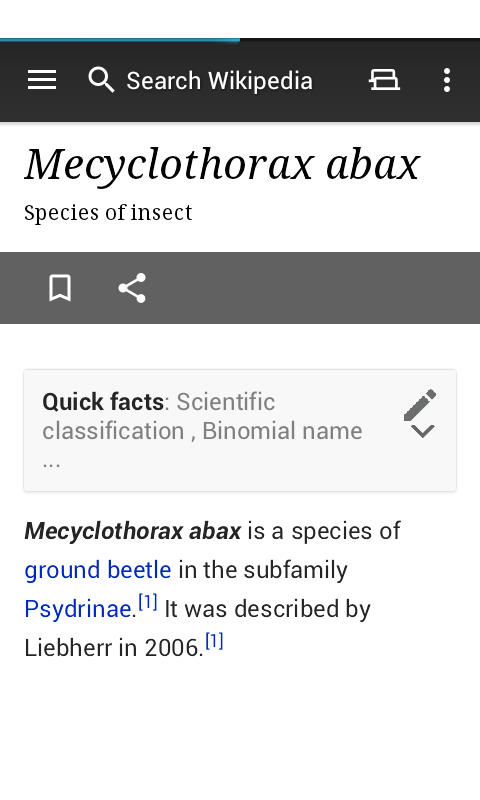 Search Wikipedia
Mecyclothorax abax
Species of insect
Quick facts: Scientific
classification , Binomial name
...
Mecyclothorax abax is a species of
ground beetle in the subfamily
Psydrinae.[1] It was described by
Liebherr in 2006.[1]